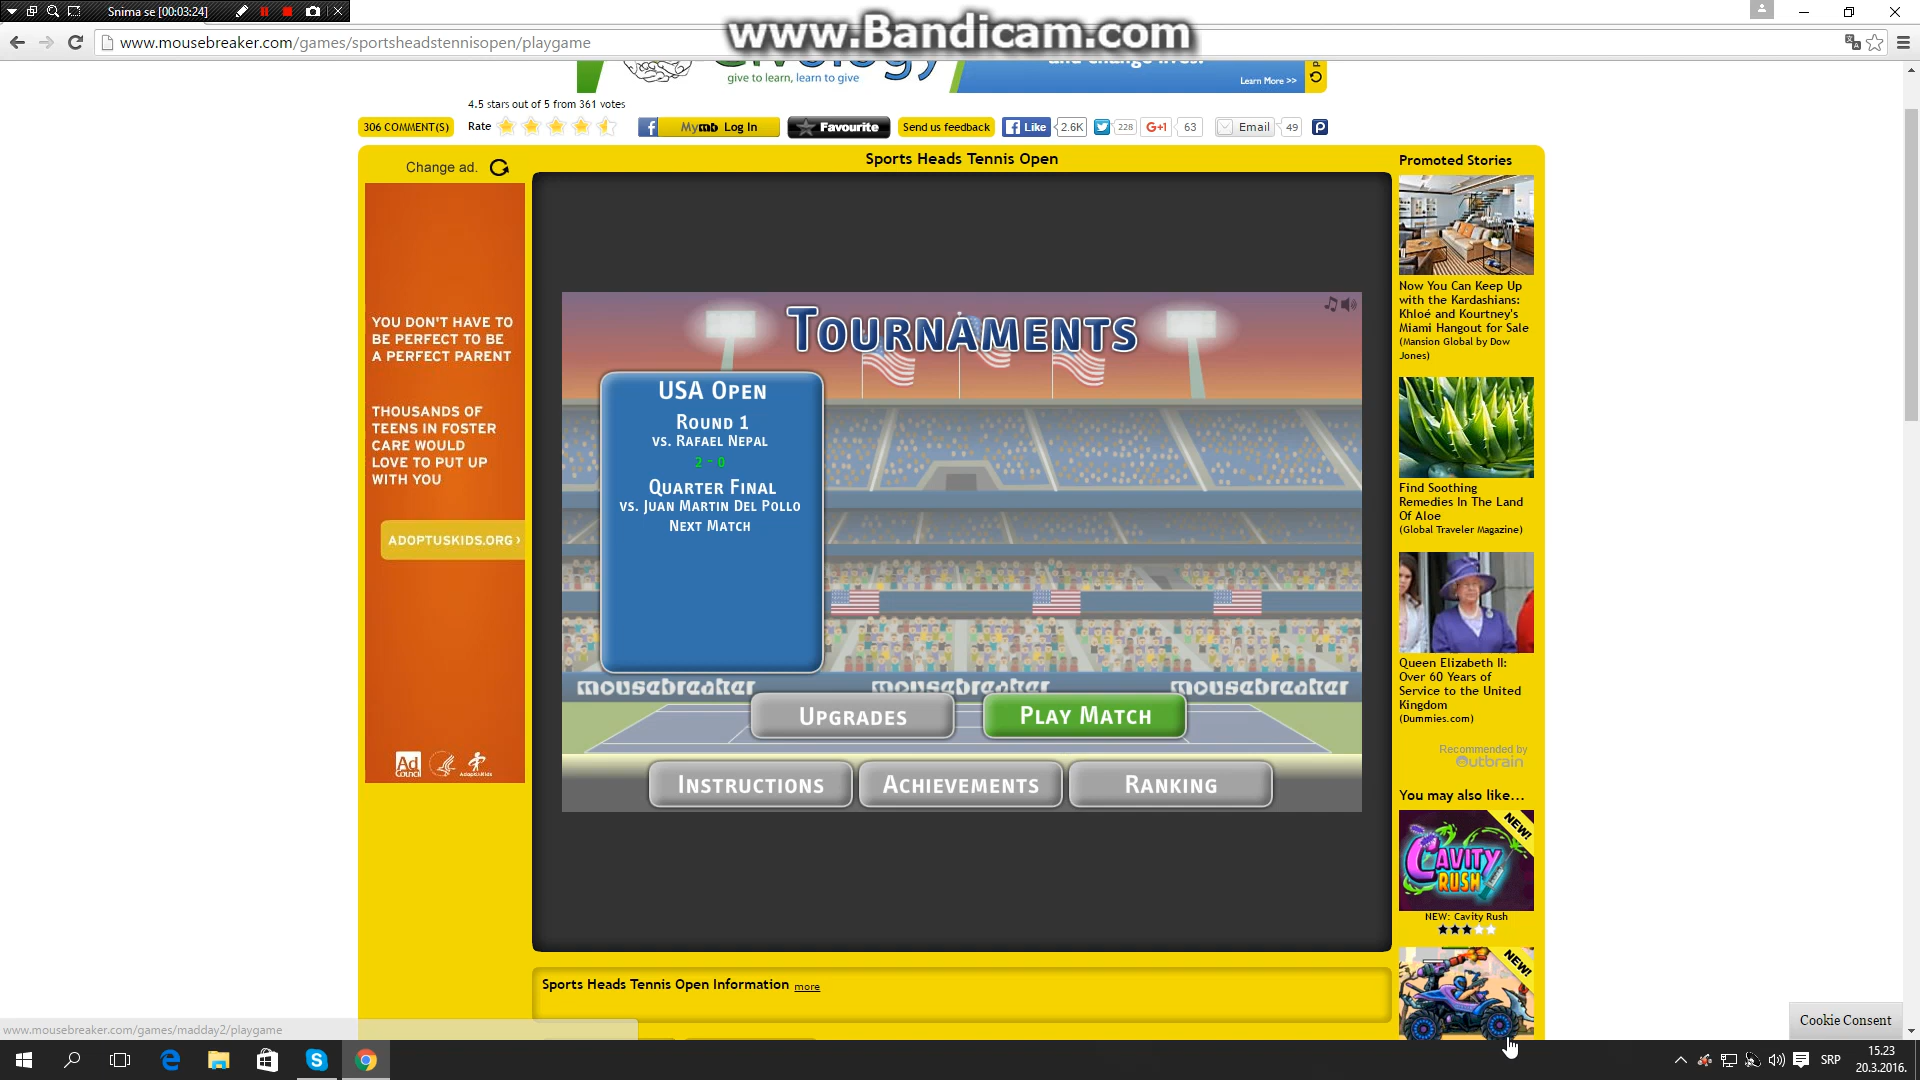 Snima se [00:03:24]
www.Bandicam.com
www.mousebreaker.com/games/sportsheadstennisopen/playgame
give to learn, learn to give
Learn More >>
4.5 stars out of 5 from 361 votes
306 COMMENT(S)
Rate
Mymb Log In
Favourite
Send us feedback
Like
2.6K
228
G+1
63
Email
49
Change ad.
Sports Heads Tennis Open
Promoted Stories
YOU DON'T HAVE TO
BE PERFECT TO BE
A PERFECT PARENT
THOUSANDS OF
TEENS IN FOSTER
CARE WOULD
LOVE TO PUT UP
WITH YOU
ADOPTUSKIDS.ORG ›
Ad
Council
AdoptUsKids
TOURNAMENTS
USA OPEN
ROUND 1
VS. RAFAEL NEPAL
2 - 0
QUARTER FINAL
VS. JUAN MARTIN DEL POLLO
NEXT MATCH
mousebreaker
mousebreaker
mousebreaker
UPGRADES
PLAY MATCH
INSTRUCTIONS
ACHIEVEMENTS
RANKING
Now You Can Keep Up
with the Kardashians:
Khloé and Kourtney's
Miami Hangout for Sale
(Mansion Global by Dow
Jones)
Find Soothing
Remedies In The Land
Of Aloe
(Global Traveler Magazine)
Queen Elizabeth II:
Over 60 Years of
Service to the United
Kingdom
(Dummies.com)
Recommended by
Outbrain
You may also like...
NEW!
CAVITY
RUSH
NEW: Cavity Rush
NEW!
Sports Heads Tennis Open Information more
Cookie Consent
www.mousebreaker.com/games/madday2/playgame
SRP
15.23
20.3.2016.